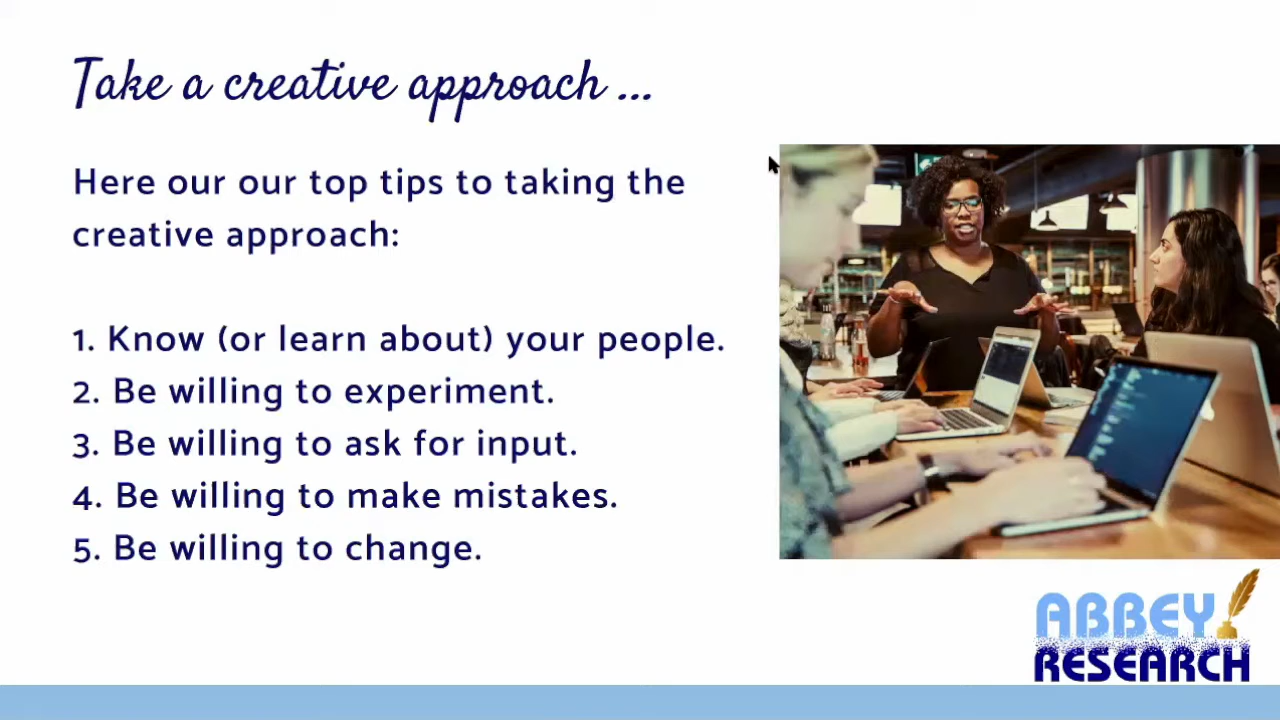 Take a creative approach ...
Here our our top tips to taking the
creative approach:
1. Know (or learn about) your people.
2. Be willing to experiment.
3. Be willing to ask for input.
4. Be willing to make mistakes.
5. Be willing to change.
ABBEY
RESEARCH